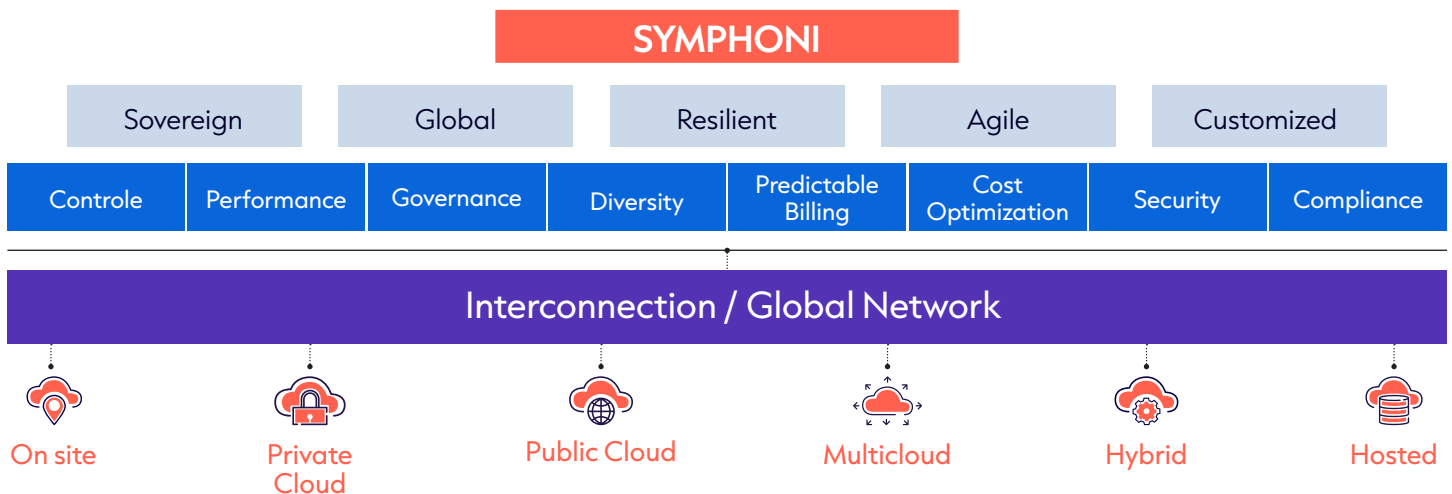 SYMPHONI
Sovereign
Global
Resilient
Agile
Customized
Controle
Performance
Governance
Diversity
Predictable
Billing
Cost
Optimization
Security
Compliance
Interconnection / Global Network
On site
Private
Cloud
Public Cloud
Multicloud
Hybrid
Hosted